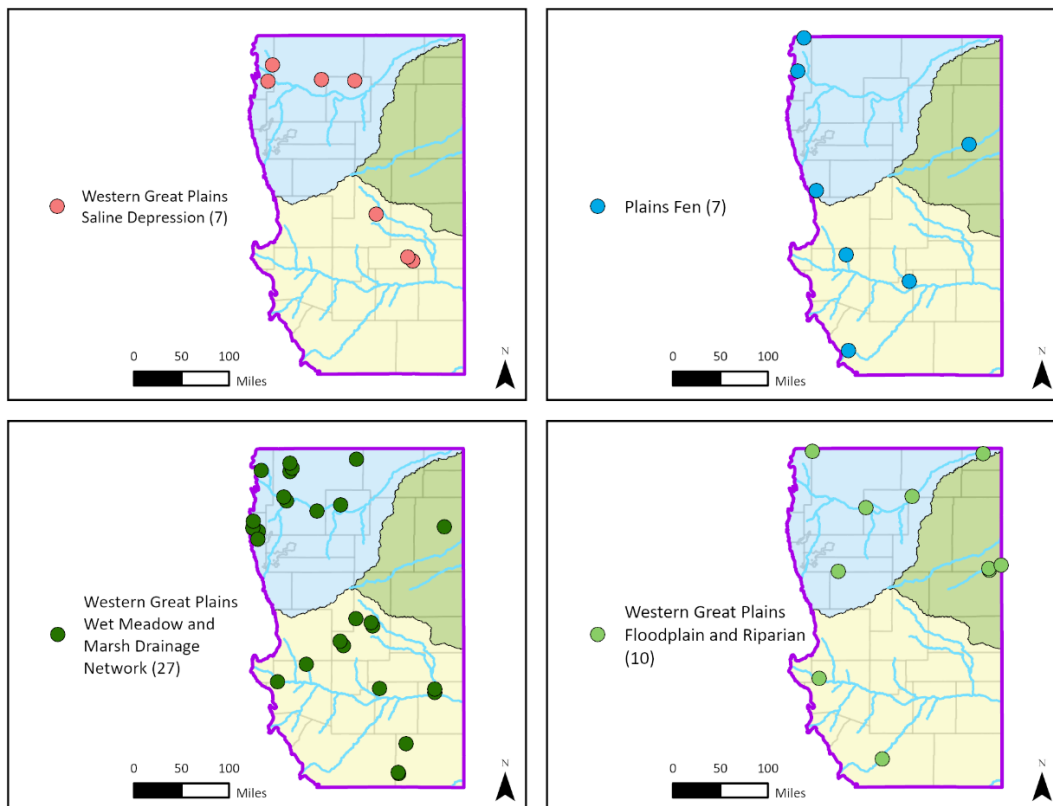 Western Great Plains
Saline Depression (7)
0 50 100
Miles
N
Plains Fen (7)
0 50 100
Miles
N
Western Great Plains
Wet Meadow and
Marsh Drainage
Network (27)
0 50 100
Miles
N
Western Great Plains
Floodplain and Riparian
(10)
0 50 100
Miles
N